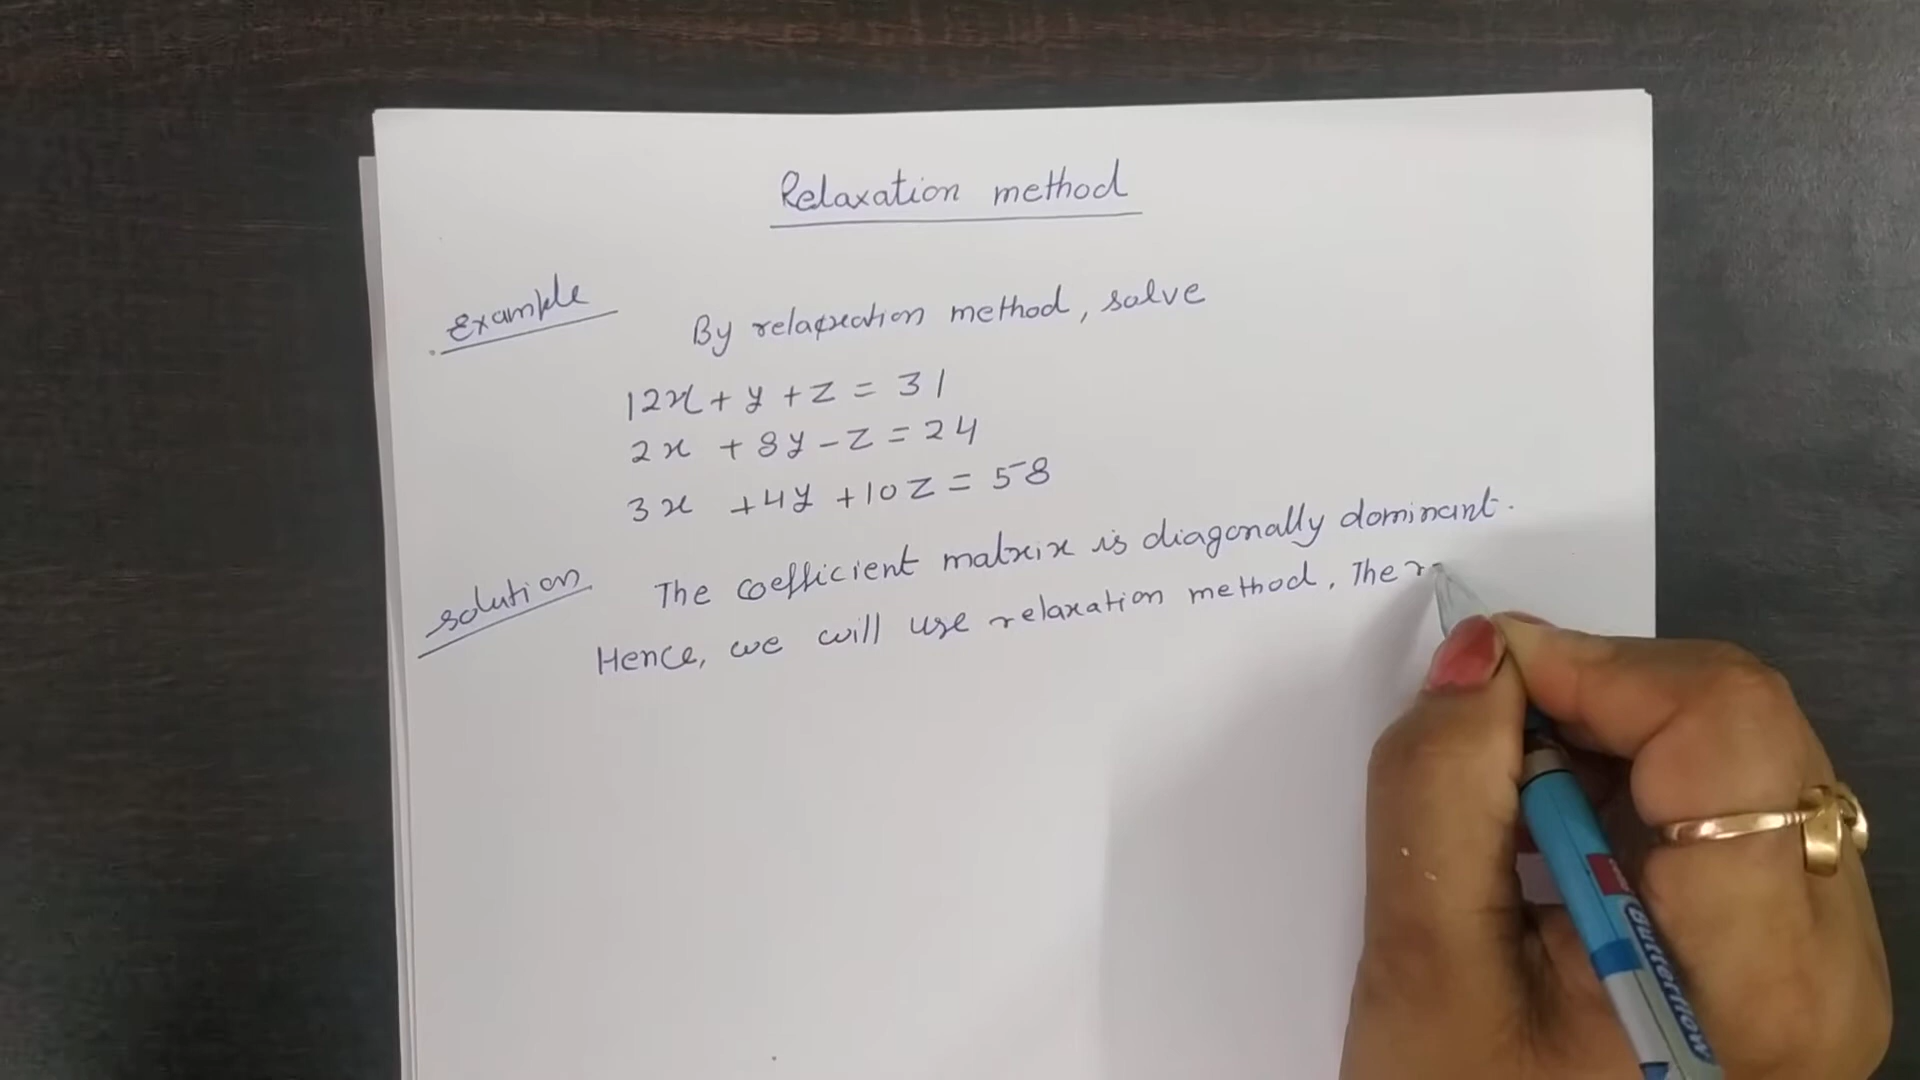 Relaxation method
Example
By relaxation method, solve
12x + y + z = 31
2x + 8y - z = 24
3x + 4y + 10z = 58
solution
The coefficient matrix is diagonally dominant.
Hence, we will use relaxation method. The r
Butterflow